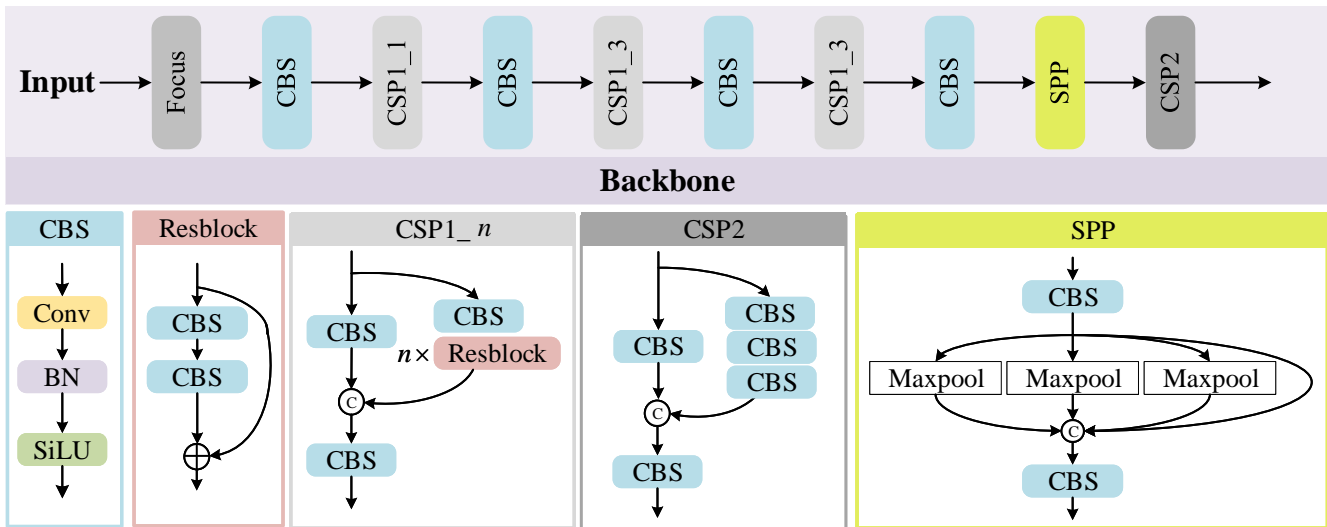 Input
Focus
CBS
CSP1_1
CBS
CSP1_3
CBS
CSP1_3
CBS
SPP
CSP2
Backbone
CBS
Conv
BN
SiLU
Resblock
CBS
CBS
CSP1_ n
CBS
CBS
n× Resblock
C
CBS
CSP2
CBS
CBS
CBS
CBS
C
CBS
SPP
CBS
Maxpool Maxpool Maxpool
C
CBS